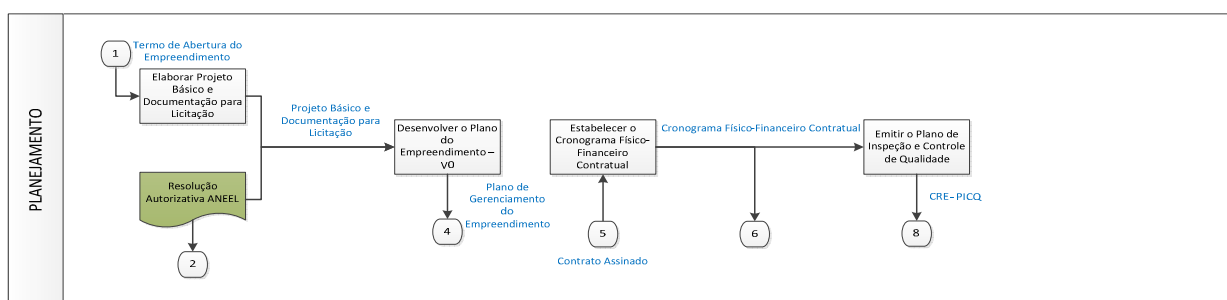 PLANEJAMENTO
1
Termo de Abertura do
Empreendimento
Elaborar Projeto
Básico e
Documentação para
Licitação
Resolução
Autorizativa ANEEL
2
Projeto Básico e
Documentação para
Licitação
Desenvolver o Plano
do
Empreendimento –
V0
Plano de
Gerenciamento
do
Empreendimento
4
Estabelecer o
Cronograma Físico-
Financeiro
Contratual
5
Contrato Assinado
Cronograma Físico-Financeiro Contratual
6
Emitir o Plano de
Inspeção e Controle
de Qualidade
CRE- PICQ
8